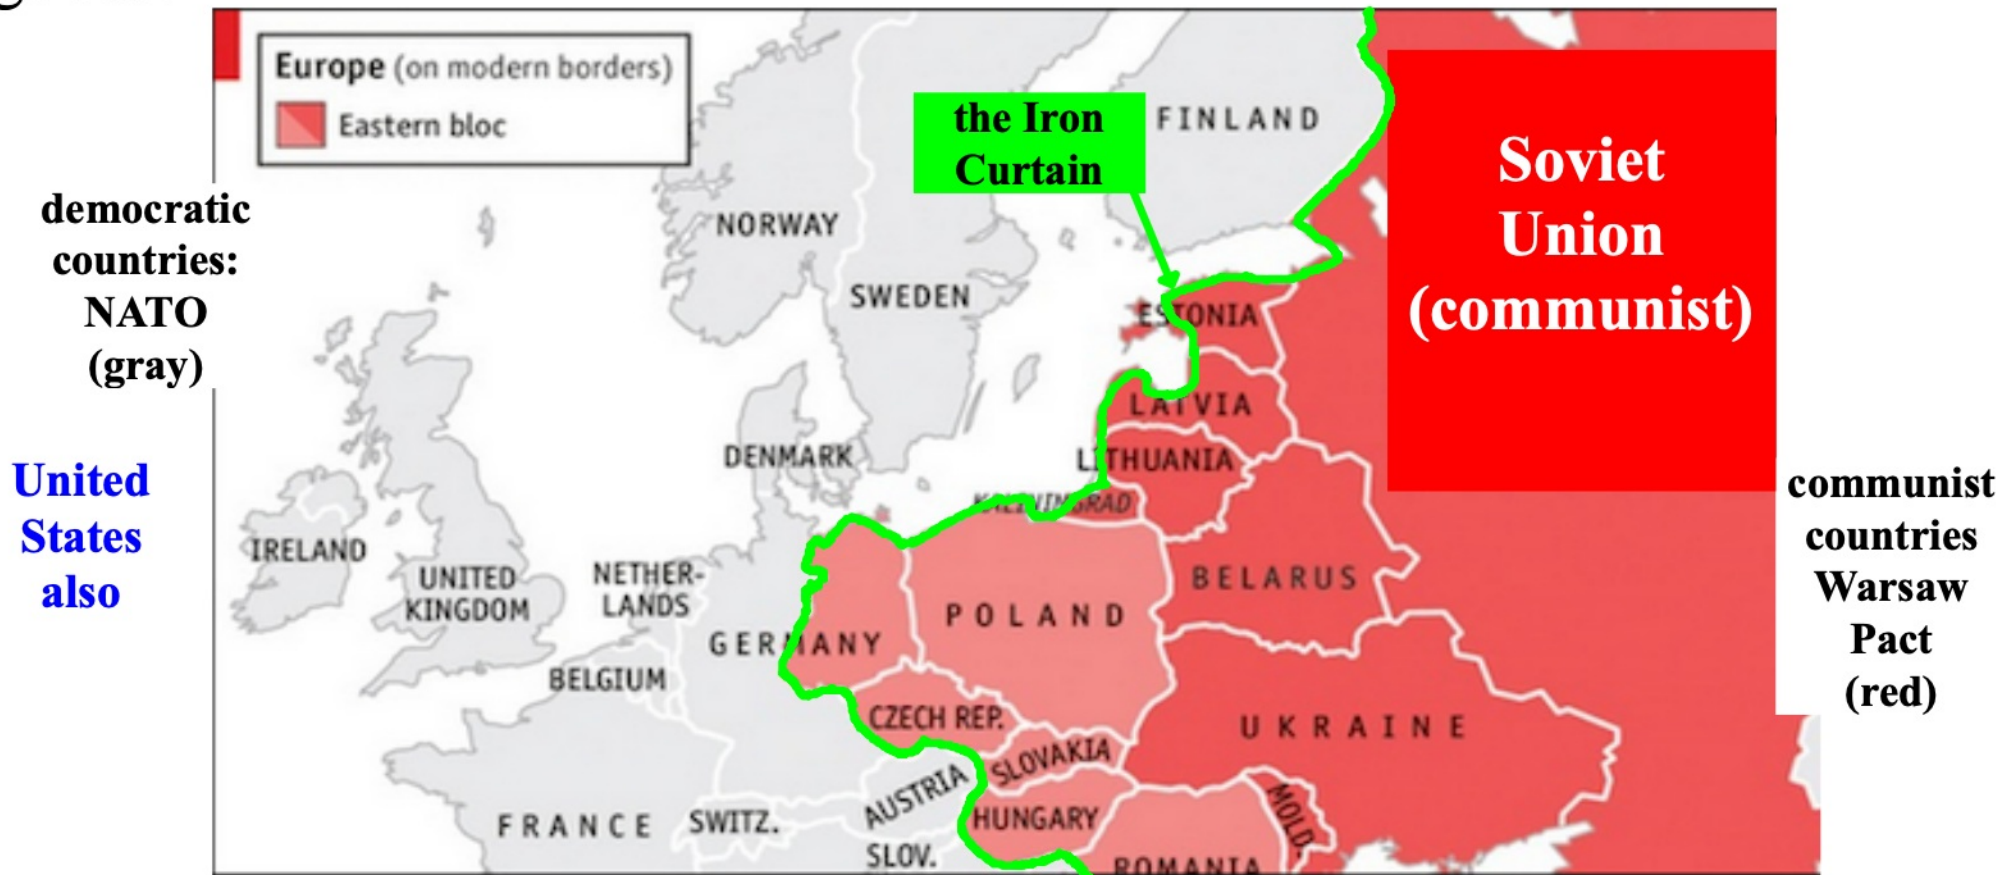 Europe (on modern borders)
Eastern bloc
the Iron
Curtain
FINLAND
Soviet
Union
(communist)
democratic
countries:
NATO
(gray)
NORWAY
SWEDEN
ESTONIA
LATVIA
DENMARK
LITHUANIA
KALININGRAD
United
States
also
communist
countries
Warsaw
Pact
(red)
IRELAND
UNITED
KINGDOM
NETHER-
LANDS
BELARUS
POLAND
GERMANY
BELGIUM
CZECH REP.
UKRAINE
SLOVAKIA
AUSTRIA
FRANCE
SWITZ.
HUNGARY
MOLD.
SLOV.
ROMANIA